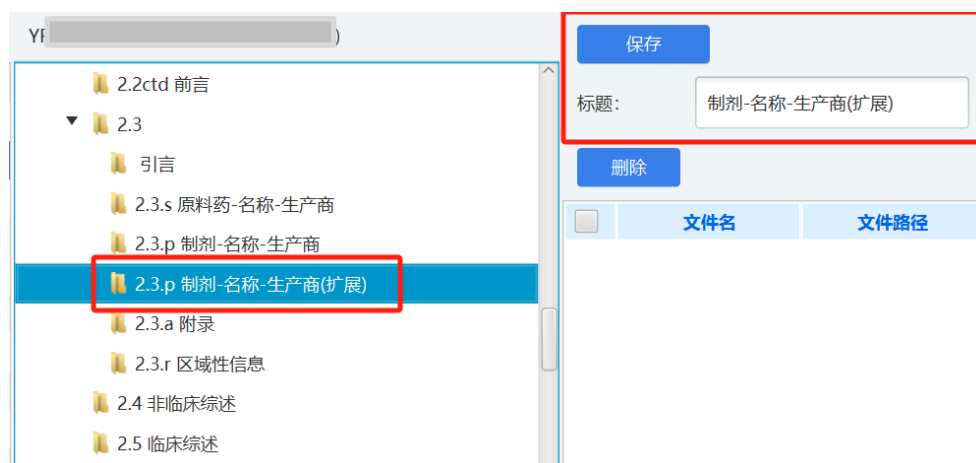 YF )
2.2ctd 前言
2.3
引言
2.3.s 原料药-名称-生产商
2.3.p 制剂-名称-生产商
2.3.p 制剂-名称-生产商(扩展)
2.3.a 附录
2.3.r 区域性信息
2.4 非临床综述
2.5 临床综述
保存
标题: 制剂-名称-生产商(扩展)
删除
文件名 文件路径